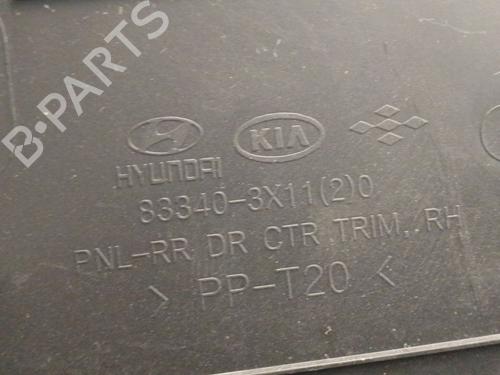 B-PARTS
HYUNDAI
KIA
83340-3X11(2)0
PNL-RR DR CTR TRIM, RH
> PP-T20 <